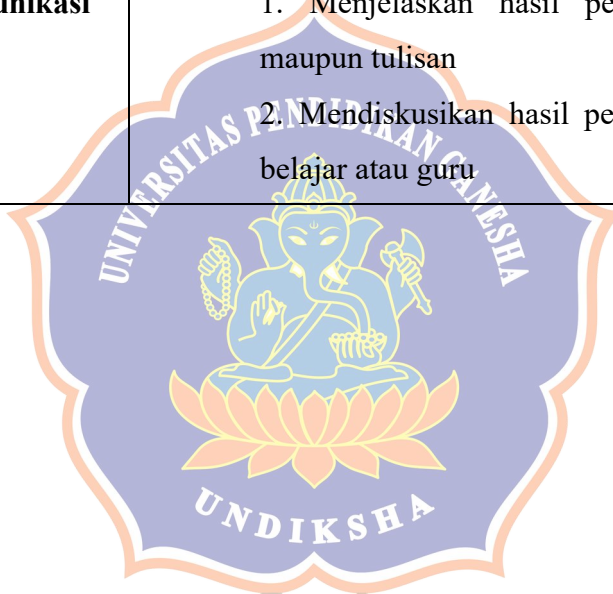 unikasi
1. Menjelaskan hasil pe
maupun tulisan
2. Mendiskusikan hasil pe
belajar atau guru
UNIVERSITAS PENDIDIKAN GANESHA
UNDIKSHA